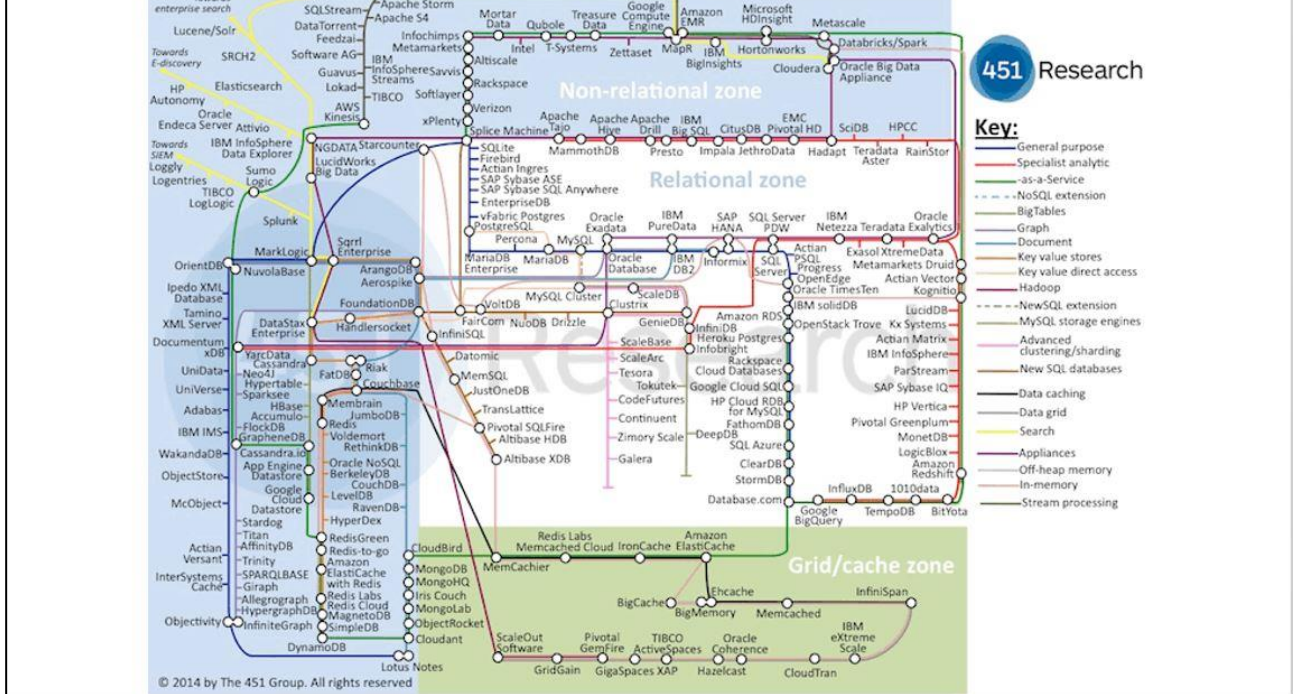 enterprise search
Lucene/Solr
SRCH2
Towards
E-discovery
HP
Autonomy
Elasticsearch
Oracle
Endeca Server
Attivio
IBM InfoSphere
Data Explorer
Towards
SIEM
Loggly
Logentries
Sumo
Logic
TIBCO
LogLogic
Splunk
SQLStream
DataTorrent
Feedzai
Software AG
Guavus
Lokad
AWS
Kinesis
Apache Storm
Apache S4
IBM
InfoSphere
Streams
TIBCO
Infochimps
Metamarkets
Savvis
Softlayer
xPlenty
Altiscale
Rackspace
Verizon
Mortar
Data
Qubole
Treasure
Data
Google
Compute
Engine
Amazon
EMR
Microsoft
HDInsight
Metascale
Intel
T-Systems
Zettaset
MapR
IBM
BigInsights
Hortonworks
Databricks/Spark
Cloudera
Oracle Big Data
Appliance
Non-relational zone
NGDATA
Starcounter
LucidWorks
Big Data
Splice Machine
Apache
Tajo
Apache
Hive
Apache
Drill
IBM
Big SQL
CitusDB
EMC
Pivotal HD
SciDB
HPCC
MammothDB
Presto
Impala
JethroData
Hadapt
Teradata
Aster
RainStor
SQLite
Firebird
Actian Ingres
SAP Sybase ASE
SAP Sybase SQL Anywhere
EnterpriseDB
vFabric Postgres
PostgreSQL
Relational zone
Percona
MySQL
Oracle
Exadata
IBM
PureData
SAP
HANA
SQL Server
PDW
IBM
Netezza
Teradata
Oracle
Exalytics
MariaDB
Enterprise
MariaDB
Oracle
Database
IBM
DB2
Informix
SQL
Server
Actian
PSQL
Progress
OpenEdge
Oracle TimesTen
IBM solidDB
OpenStack Trove
Exasol
XtremeData
Metamarkets Druid
Actian Vector
Kognitio
LucidDB
Kx Systems
Actian Matrix
IBM InfoSphere
ParStream
SAP Sybase IQ
HP Vertica
Pivotal Greenplum
MonetDB
LogicBlox
Amazon
Redshift
MarkLogic
Sqrrl
Enterprise
OrientDB
NuvolaBase
ArangoDB
Aerospike
Ipedo XML
Database
Tamino
XML Server
Documentum
xDB
UniData
UniVerse
Adabas
IBM IMS
WakandaDB
ObjectStore
McObject
Actian
Versant
InterSystems
Cache
Objectivity
FoundationDB
DataStax
Enterprise
Handlersocket
YarcData
Cassandra
Neo4J
FatDB
Riak
Hypertable
Sparksee
Couchbase
HBase
Accumulo
FlockDB
GrapheneDB
Cassandra.io
App Engine
Datastore
Google
Cloud
Datastore
Stardog
Titan
AffinityDB
Trinity
SPARQLBASE
Giraph
Allegrograph
HypergraphDB
InfiniteGraph
Membrain
JumboDB
Redis
Voldemort
RethinkDB
Oracle NoSQL
BerkeleyDB
CouchDB
LevelDB
RavenDB
HyperDex
RedisGreen
Redis-to-go
Amazon
ElastiCache
with Redis
Redis Labs
Redis Cloud
MagnetoDB
SimpleDB
DynamoDB
CloudBird
MongoDB
MongoHQ
Iris Couch
MongoLab
ObjectRocket
Cloudant
Lotus Notes
MySQL Cluster
ScaleDB
VoltDB
Clustrix
FairCom
NuoDB
Drizzle
GenieDB
InfiniSQL
Datomic
MemSQL
JustOneDB
TransLattice
Pivotal SQLFire
Altibase HDB
Altibase XDB
ScaleBase
ScaleArc
Tesora
CodeFutures
Continuent
Zimory Scale
Galera
Tokutek
DeepDB
InfiniDB
Infobright
Amazon RDS
Heroku Postgres
Rackspace
Cloud Databases
Google Cloud SQL
HP Cloud RDB
for MySQL
FathomDB
SQL Azure
ClearDB
StormDB
Database.com
Google
BigQuery
InfluxDB
TempoDB
1010data
BitYota
Research
Grid/cache zone
MemCachier
Redis Labs
Memcached Cloud
IronCache
Amazon
ElastiCache
BigCache
Ehcache
BigMemory
Memcached
InfiniSpan
ScaleOut
Software
GridGain
Pivotal
GemFire
GigaSpaces XAP
TIBCO
ActiveSpaces
Oracle
Coherence
Hazelcast
CloudTran
IBM
eXtreme
Scale
© 2014 by The 451 Group. All rights reserved
451 Research
Key:
General purpose
Specialist analytic
-as-a-Service
NoSQL extension
BigTables
Graph
Document
Key value stores
Key value direct access
Hadoop
NewSQL extension
MySQL storage engines
Advanced
clustering/sharding
New SQL databases
Data caching
Data grid
Search
Appliances
Off-heap memory
In-memory
Stream processing